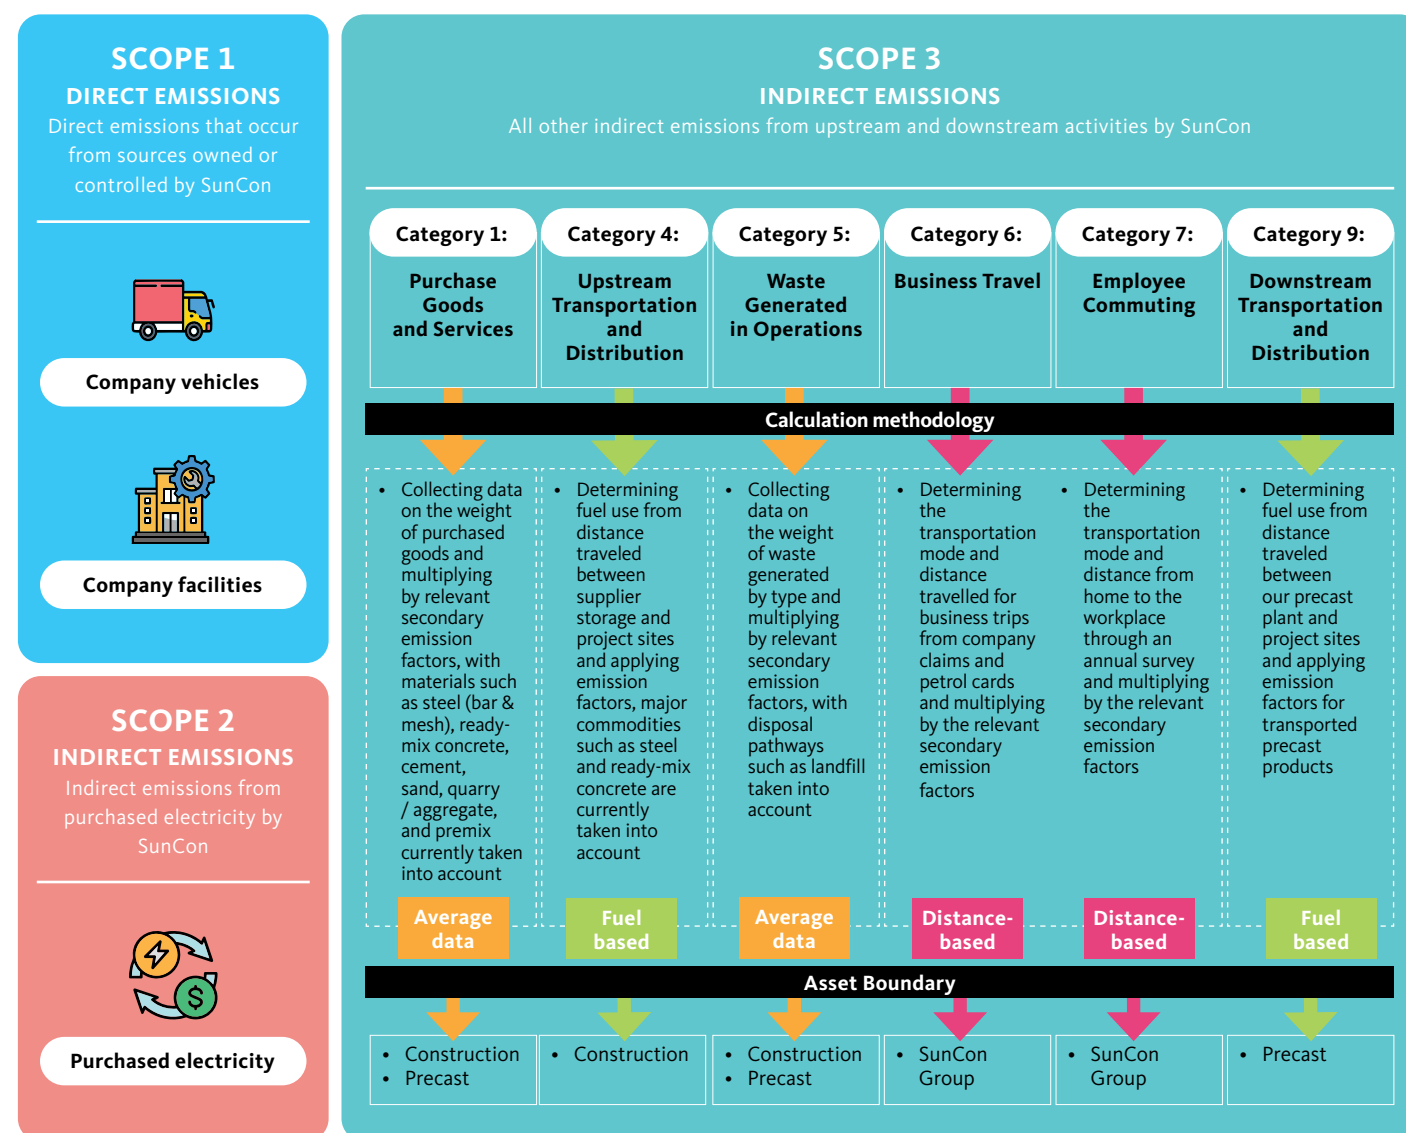 SCOPE 1
DIRECT EMISSIONS
Direct emissions that occur
from sources owned or
controlled by SunCon
Company vehicles
Company facilities
SCOPE 2
INDIRECT EMISSIONS
Indirect emissions from
purchased electricity by
SunCon
$
Purchased electricity
SCOPE 3
INDIRECT EMISSIONS
All other indirect emissions from upstream and downstream activities by SunCon
Category 1:
Purchase
Goods
and Services
Category 4:
Upstream
Transportation
and
Distribution
Category 5:
Waste
Generated
in Operations
Category 6:
Business Travel
Category 7:
Employee
Commuting
Category 9:
Downstream
Transportation
and
Distribution
Calculation methodology
• Collecting data
on the weight
of purchased
goods and
multiplying
by relevant
secondary
emission
factors, with
materials such
as steel (bar &
mesh), ready-
mix concrete,
cement,
sand, quarry
/ aggregate,
and premix
currently taken
into account
• Determining
fuel use from
distance
traveled
between
supplier
storage and
project sites
and applying
emission
factors, major
commodities
such as steel
and ready-mix
concrete are
currently
taken into
account
• Collecting
data on
the weight
of waste
generated
by type and
multiplying
by relevant
secondary
emission
factors, with
disposal
pathways
such as landfill
taken into
account
• Determining
the
transportation
mode and
distance
travelled for
business trips
from company
claims and
petrol cards
and multiplying
by the relevant
secondary
emission
factors
• Determining
the
transportation
mode and
distance from
home to the
workplace
through an
annual survey
and multiplying
by the relevant
secondary
emission
factors
• Determining
fuel use from
distance
traveled
between
our precast
plant and
project sites
and applying
emission
factors for
transported
precast
products
Average
data
Fuel
based
Average
data
Distance-
based
Distance-
based
Fuel
based
Asset Boundary
• Construction
• Precast
• Construction
• Construction
• Precast
• SunCon
Group
• SunCon
Group
• Precast